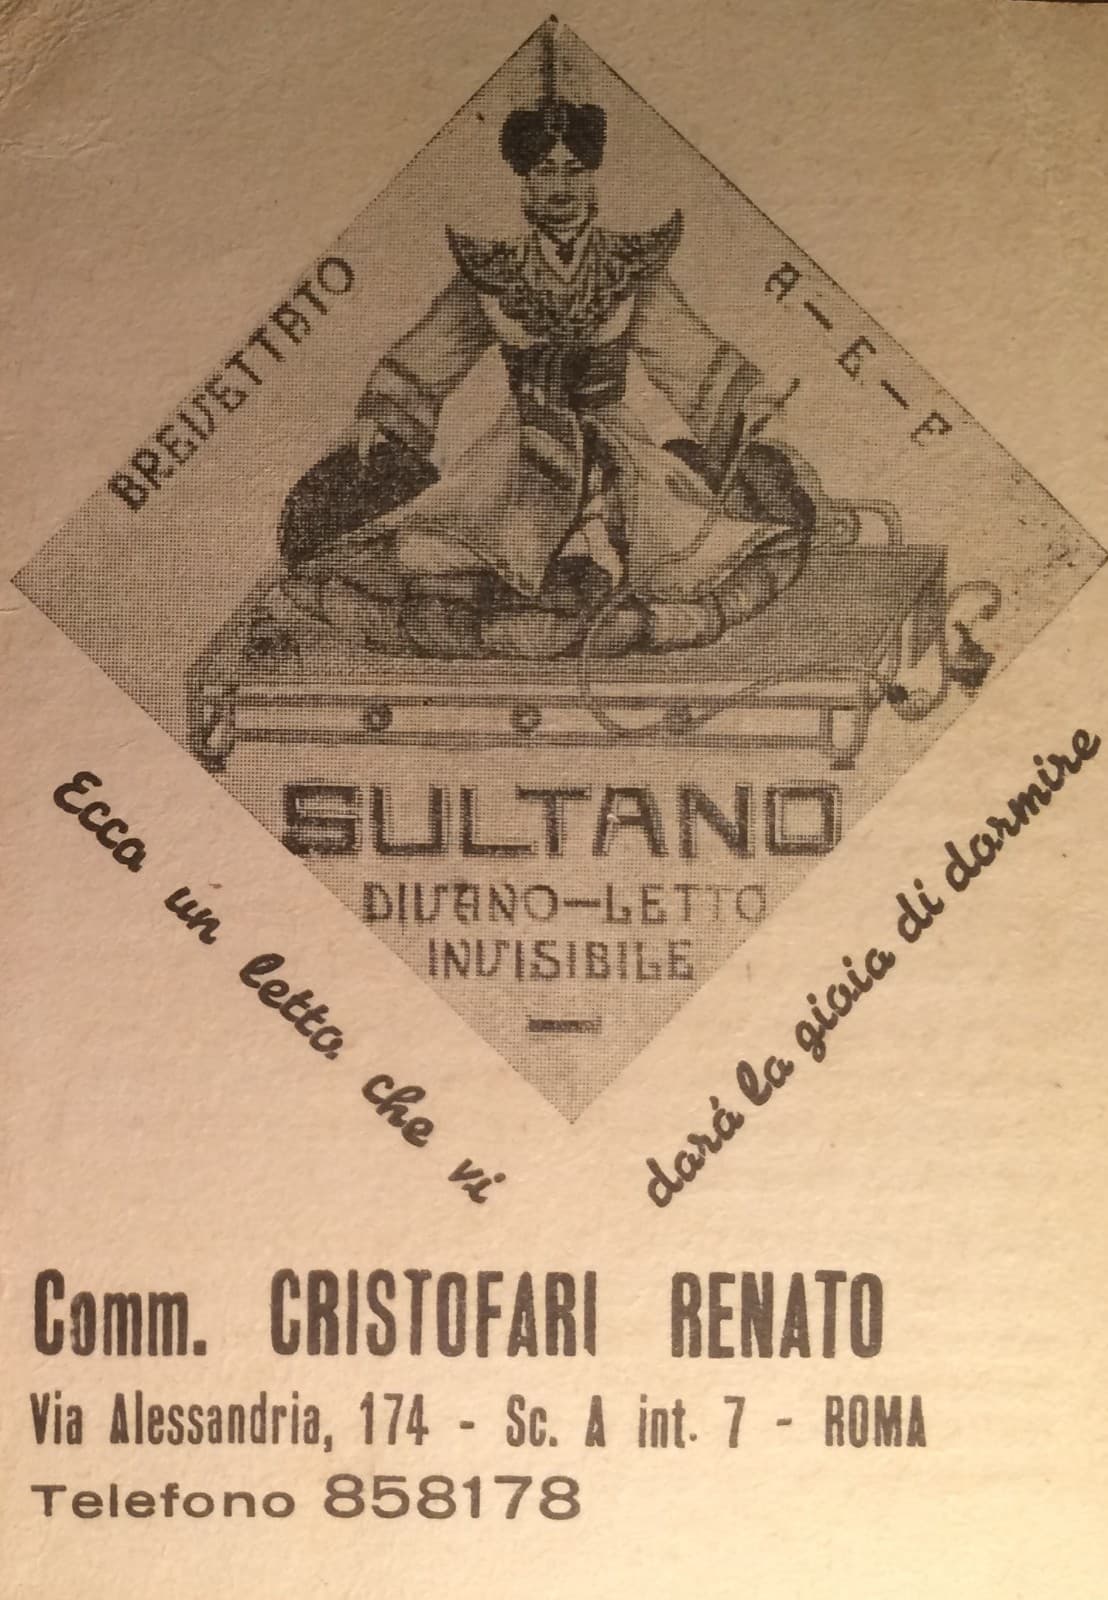 BREVETTATO
A-E-E
SULTANO
DIVANO-LETTO
INVISIBILE
Ecco un letto che vi
dará la gioia di dormire
Comm. CRISTOFARI RENATO
Via Alessandria, 174 - Sc. A int. 7 - ROMA
Telefono 858178